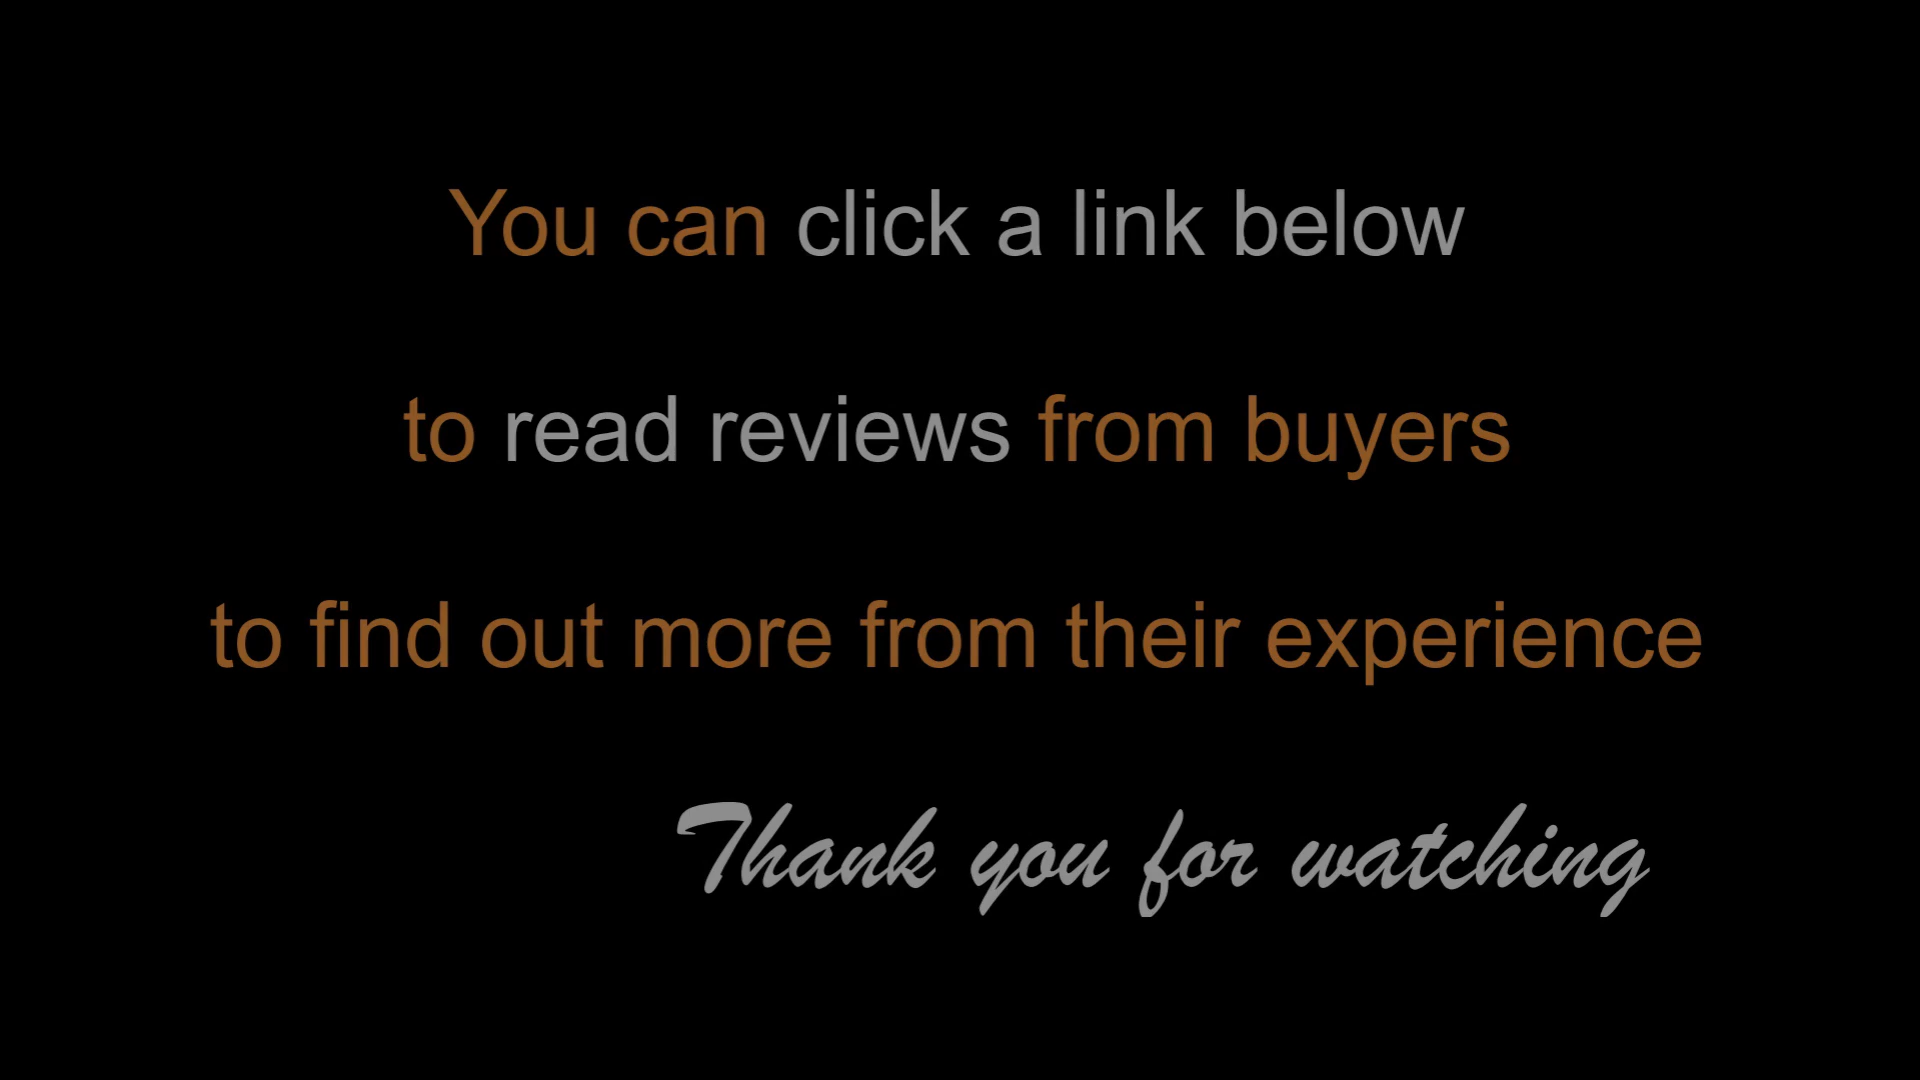 You can click a link below
to read reviews from buyers
to find out more from their experience
Thank you for watching